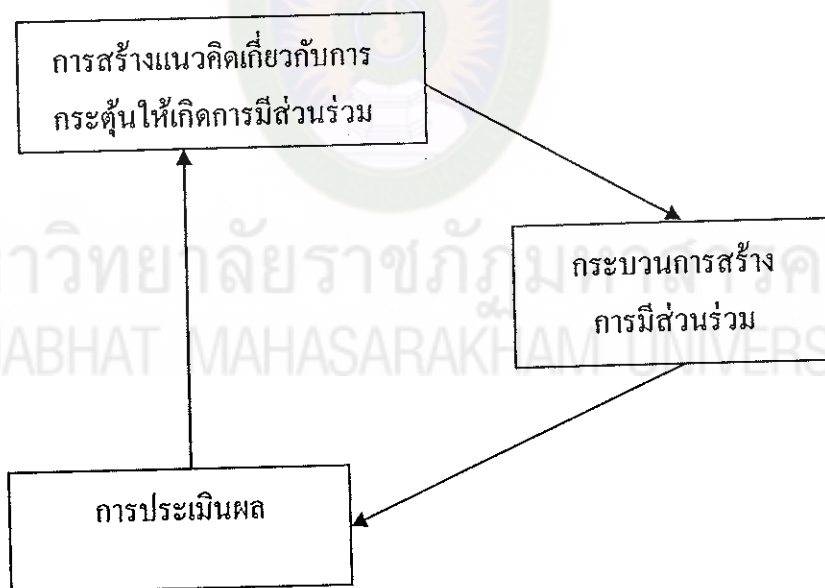 การสร้างแนวคิดเกี่ยวกับการ
กระตุ้นให้เกิดการมีส่วนร่วม
กระบวนการสร้าง
การมีส่วนร่วม
าวิทยาลัยราชภัฏมหาสารค
ABHAT MAHASARAKHAM UNIVERS
การประเมินผล